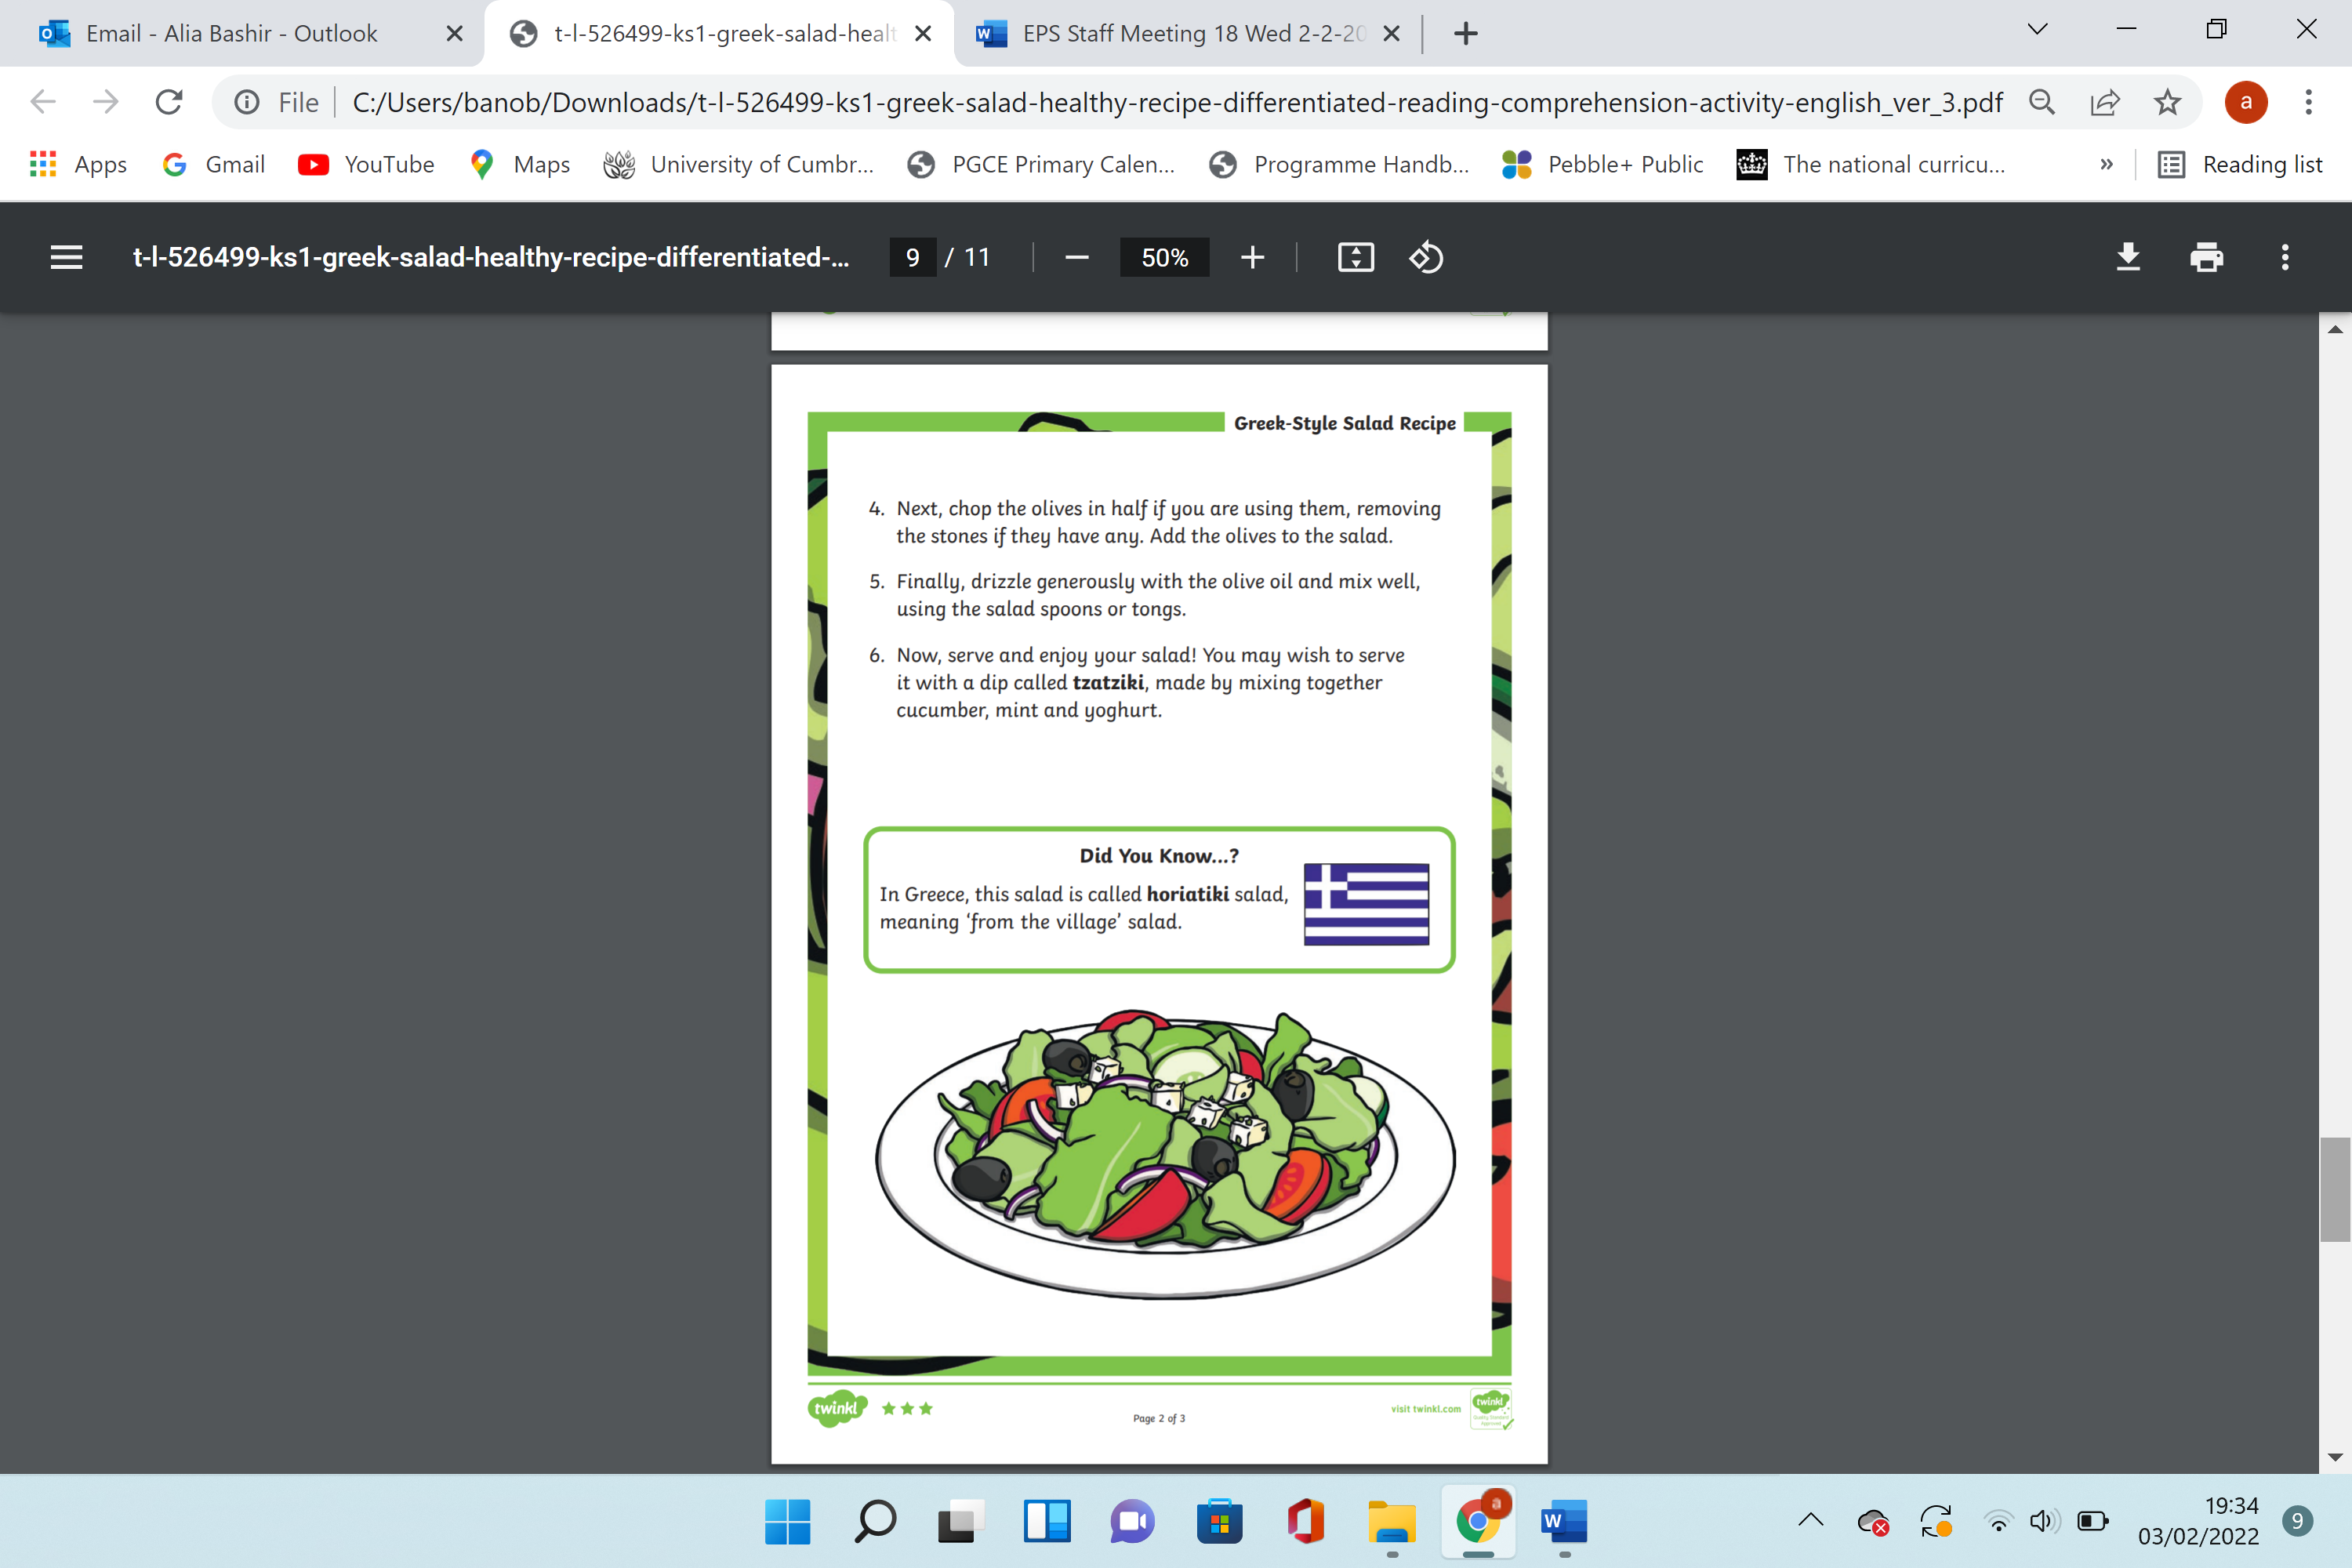 Email - Alia Bashir - Outlook
t-l-526499-ks1-greek-salad-healt
EPS Staff Meeting 18 Wed 2-2-20
File
C:/Users/banob/Downloads/t-l-526499-ks1-greek-salad-healthy-recipe-differentiated-reading-comprehension-activity-english_ver_3.pdf
a
Apps
Gmail
YouTube
Maps
University of Cumbr...
PGCE Primary Calen...
Programme Handb...
Pebble+ Public
The national curricu...
»
Reading list
t-l-526499-ks1-greek-salad-healthy-recipe-differentiated-...
9 / 11
50%
Greek-Style Salad Recipe
4. Next, chop the olives in half if you are using them, removing
the stones if they have any. Add the olives to the salad.
5. Finally, drizzle generously with the olive oil and mix well,
using the salad spoons or tongs.
6. Now, serve and enjoy your salad! You may wish to serve
it with a dip called tzatziki, made by mixing together
cucumber, mint and yoghurt.
Did You Know...?
In Greece, this salad is called horiatiki salad,
meaning ‘from the village’ salad.
twinkl
Page 2 of 3
visit twinkl.com
twinkl
Quality Standard
Approved
a
W
19:34
03/02/2022
9